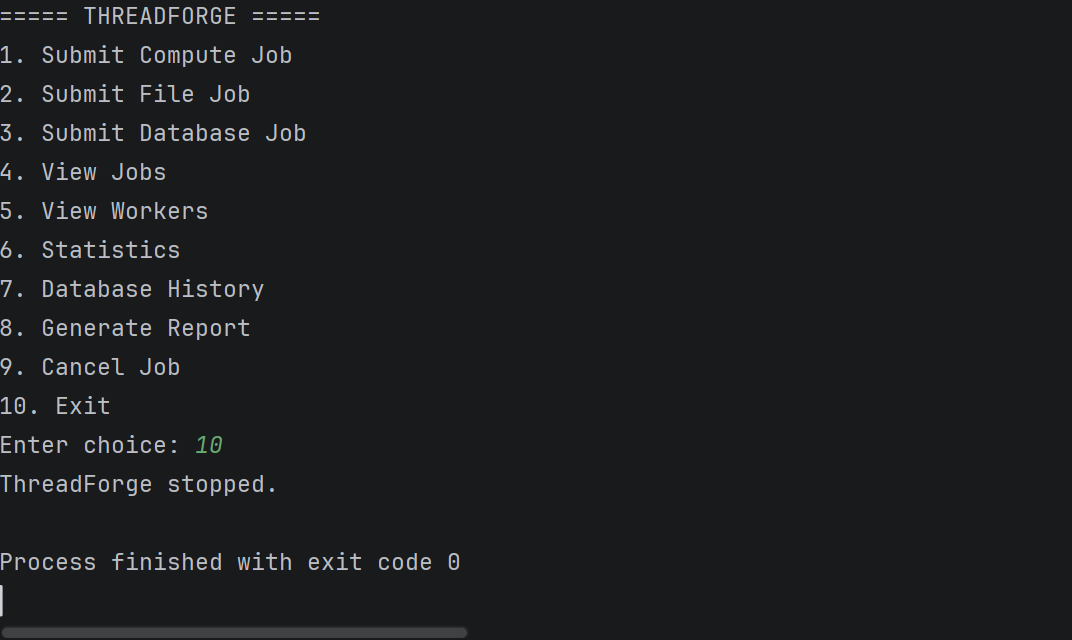 ===== THREADFORGE =====
1. Submit Compute Job
2. Submit File Job
3. Submit Database Job
4. View Jobs
5. View Workers
6. Statistics
7. Database History
8. Generate Report
9. Cancel Job
10. Exit
Enter choice: 10
ThreadForge stopped.
Process finished with exit code 0